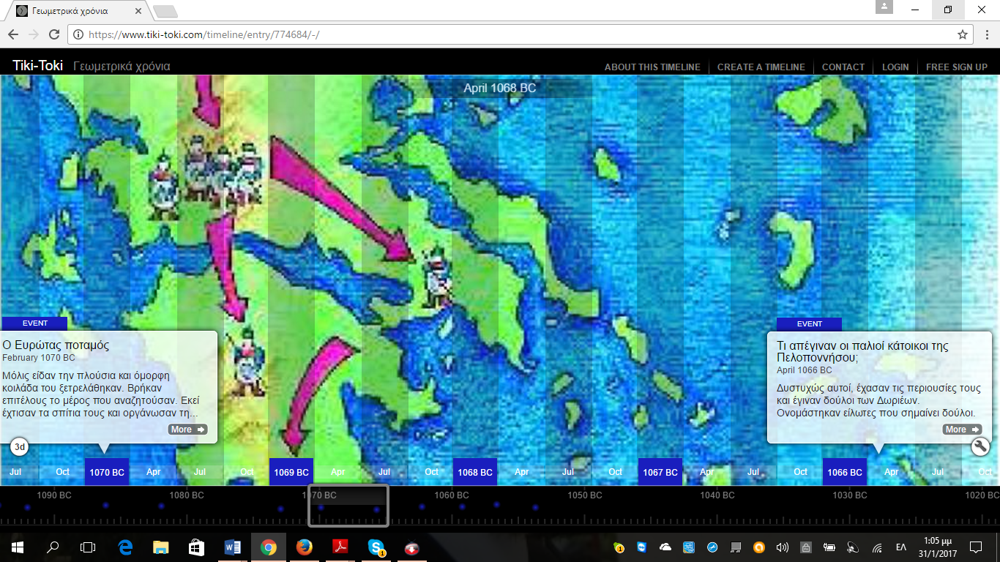 Γεωμετρικά χρόνια
https://www.tiki-toki.com/timeline/entry/774684/-/
Tiki-Toki Γεωμετρικά χρόνια
ABOUT THIS TIMELINE CREATE A TIMELINE CONTACT LOGIN FREE SIGN UP
April 1068 BC
EVENT
Ο Ευρώτας ποταμός
February 1070 BC
Μόλις είδαν την πλούσια και όμορφη
κοιλάδα του ξετρελάθηκαν. Βρήκαν
επιτέλους το μέρος που αναζητούσαν. Εκεί
έχτισαν τα σπίτια τους και οργάνωσαν τη...
More
EVENT
Τι απέγιναν οι παλιοί κάτοικοι της
Πελοποννήσου;
April 1066 BC
Δυστυχώς αυτοί, έχασαν τις περιουσίες τους
και έγιναν δούλοι των Δωριέων.
Ονομάστηκαν είλωτες που σημαίνει δούλοι.
More
3d
Jul Oct 1070 BC Apr Jul Oct 1069 BC Apr Jul Oct 1068 BC Apr Jul Oct 1067 BC Apr Jul Oct 1066 BC Apr Jul Oct
1090 BC 1080 BC 1070 BC 1060 BC 1050 BC 1040 BC 1030 BC 1020 BC
1 1 ΕΛ 1:05 μμ
31/1/2017